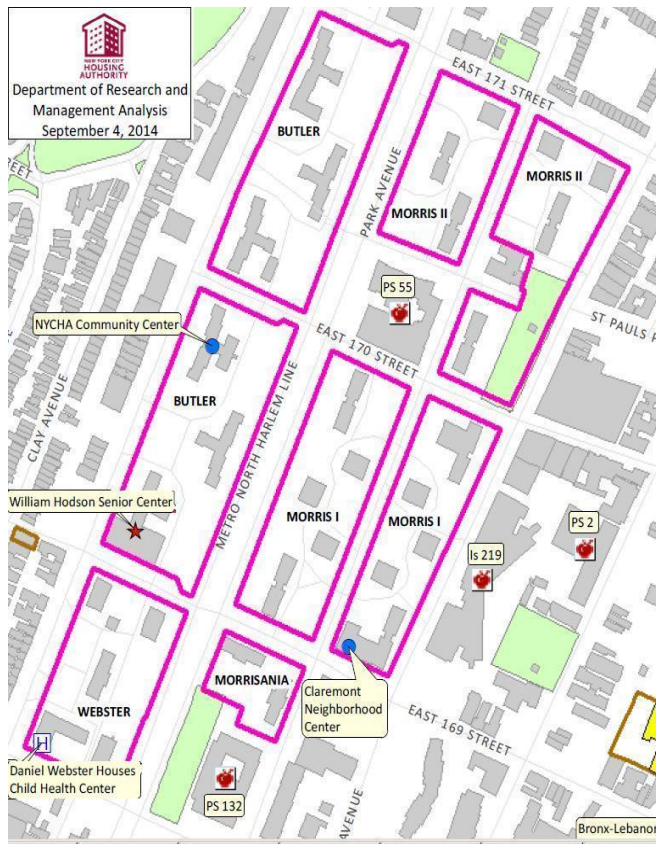 NEW YORK CITY
HOUSING
AUTHORITY
Department of Research and
Management Analysis
September 4, 2014
EAST 171 STREET
BUTLER
MORRIS II
PARK AVENUE
MORRIS II
STREET
PS 55
NYCHA Community Center
ST PAULS P
EAST 170 STREET
CLAY AVENUE
BUTLER
METRO NORTH HARLEM LINE
William Hodson Senior Center
MORRIS I
MORRIS I
PS 2
Is 219
MORRISANIA
WEBSTER
Claremont
Neighborhood
Center
EAST 169 STREET
H
Daniel Webster Houses
Child Health Center
PS 132
AVENUE
Bronx-Lebanon